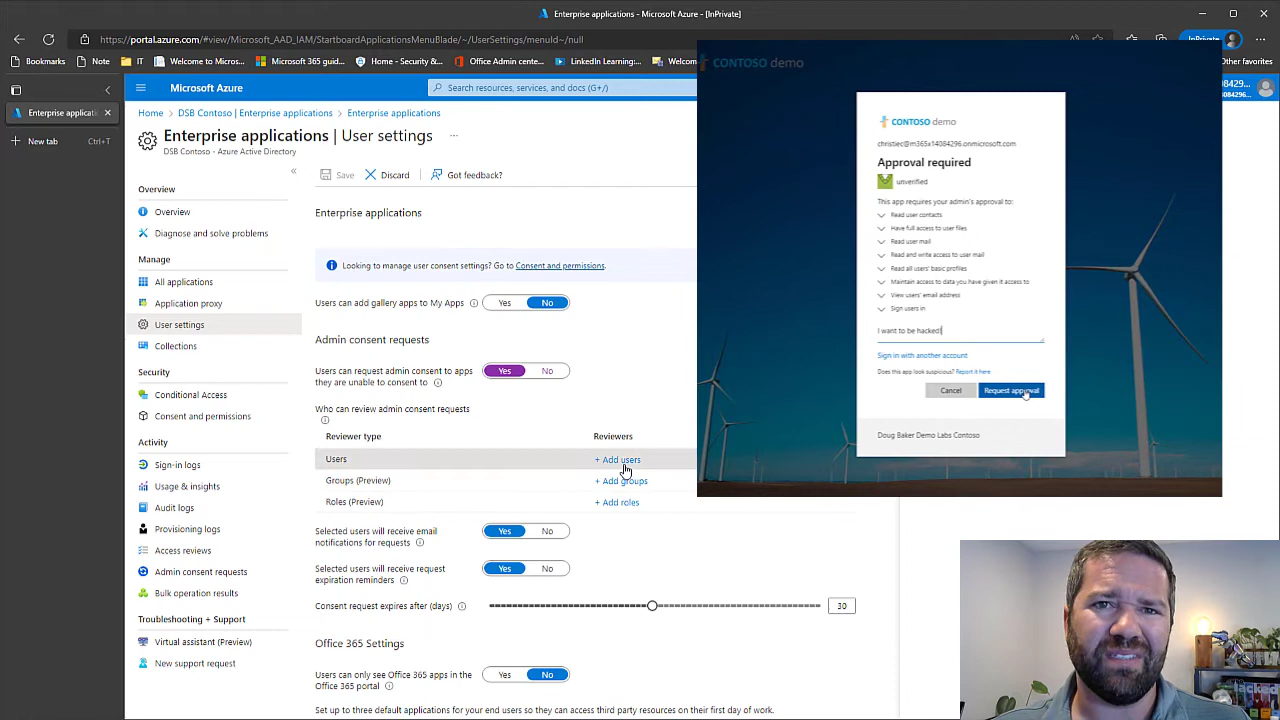 Enterprise applications - Microsoft Azure - [InPrivate]
https://portal.azure.com/#view/Microsoft_AAD_IAM/StartboardApplicationsMenuBlade/~/UserSettings/menuId~/null
InPrivate
Bookmarks
Notes
IT
Welcome to Microsof...
Microsoft 365 guid...
Home - Security &...
Office Admin cente...
LinkedIn Learning:...
Welcom
Enterprise applicati
New tab
Ctrl+T
Microsoft Azure
Search resources, services, and docs (G+/)
84296...
Home > DSB Contoso | Enterprise applications > Enterprise applications
Enterprise applications | User settings ...
DSB Contoso - Azure Active Directory
Overview
Overview
Diagnose and solve problems
Manage
All applications
Application proxy
User settings
Collections
Security
Conditional Access
Consent and permissions
Activity
Sign-in logs
Usage & insights
Audit logs
Provisioning logs
Access reviews
Admin consent requests
Bulk operation results
Troubleshooting + Support
Virtual assistant (Preview)
New support request
Save
Discard
Got feedback?
Enterprise applications
Looking to manage user consent settings? Go to Consent and permissions.
Users can add gallery apps to My Apps
Yes No
Admin consent requests
Users can request admin consent to apps
they are unable to consent to
Yes No
Who can review admin consent requests
Reviewer type Reviewers
Users + Add users
Groups (Preview) + Add groups
Roles (Preview) + Add roles
Selected users will receive email
notifications for requests
Yes No
Selected users will receive request
expiration reminders
Yes No
Consent request expires after (days)
30
Office 365 Settings
Users can only see Office 365 apps in the
Office 365 portal
Yes No
Set up to three default applications for your end users so they can access third party resources on their first day of work.
CONTOSO demo
CONTOSO demo
christiec@m365x14084296.onmicrosoft.com
Approval required
unverified
This app requires your admin's approval to:
Read user contacts
Have full access to user files
Read user mail
Read and write access to user mail
Read all users' basic profiles
Maintain access to data you have given it access to
View users' email address
Sign users in
I want to be hacked!
Sign in with another account
Does this app look suspicious? Report it here
Cancel
Request approval
Doug Baker Demo Labs Contoso